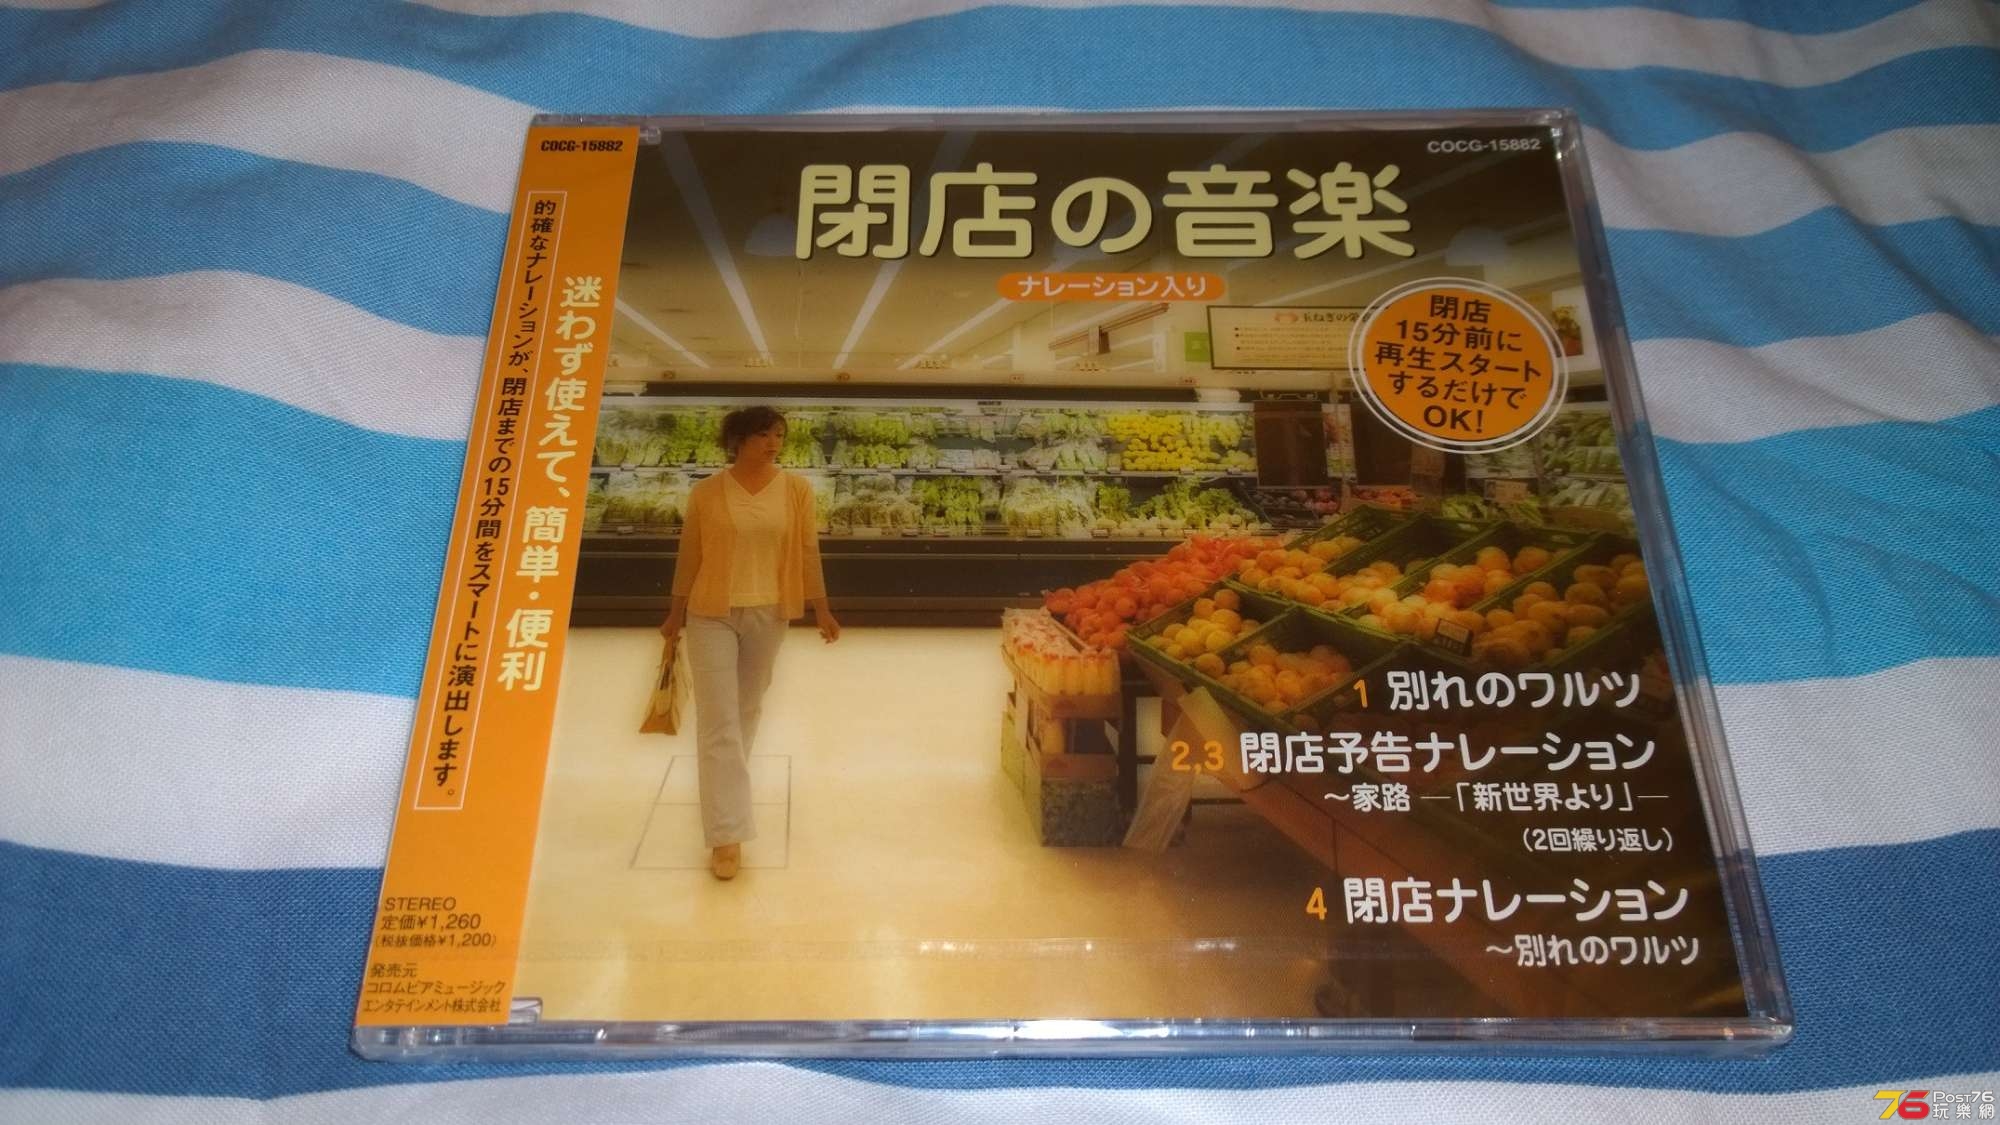 COCG-15882
迷わず使えて、簡単・便利
的確なナレーションが、閉店までの15分間をスマートに演出します。
STEREO
定価¥1,260
(税抜価格¥1,200)
発売元
コロムビアミュージック
エンタテインメント株式会社
COCG-15882
閉店の音楽
ナレーション入り
閉店
15分前に
再生スタート
するだけで
OK!
1 別れのワルツ
2,3 閉店予告ナレーション
～家路 ―「新世界より」―
（2回繰り返し）
4 閉店ナレーション
～別れのワルツ
76 Post76
玩樂網